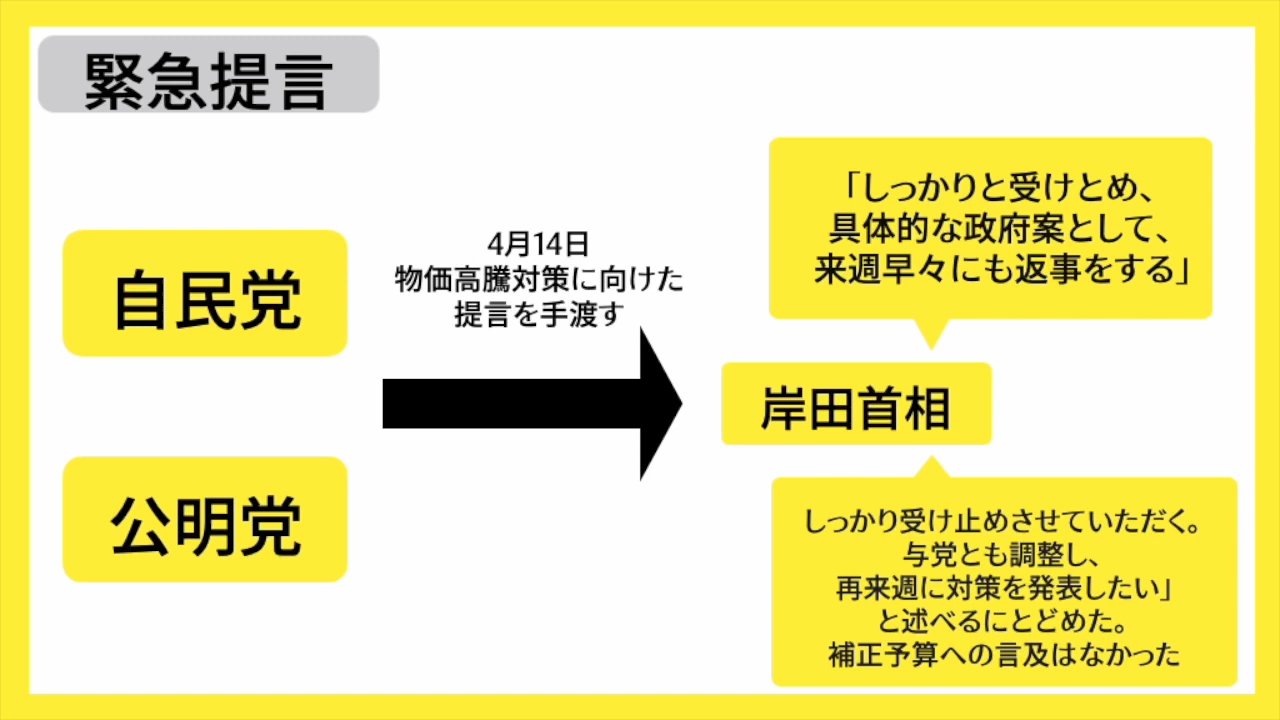 緊急提言
自民党
公明党
4月14日
物価高騰対策に向けた
提言を手渡す
「しっかりと受けとめ、
具体的な政府案として、
来週早々にも返事をする」
岸田首相
しっかり受け止めさせていただく。
与党とも調整し、
再来週に対策を発表したい」
と述べるにとどめた。
補正予算への言及はなかった